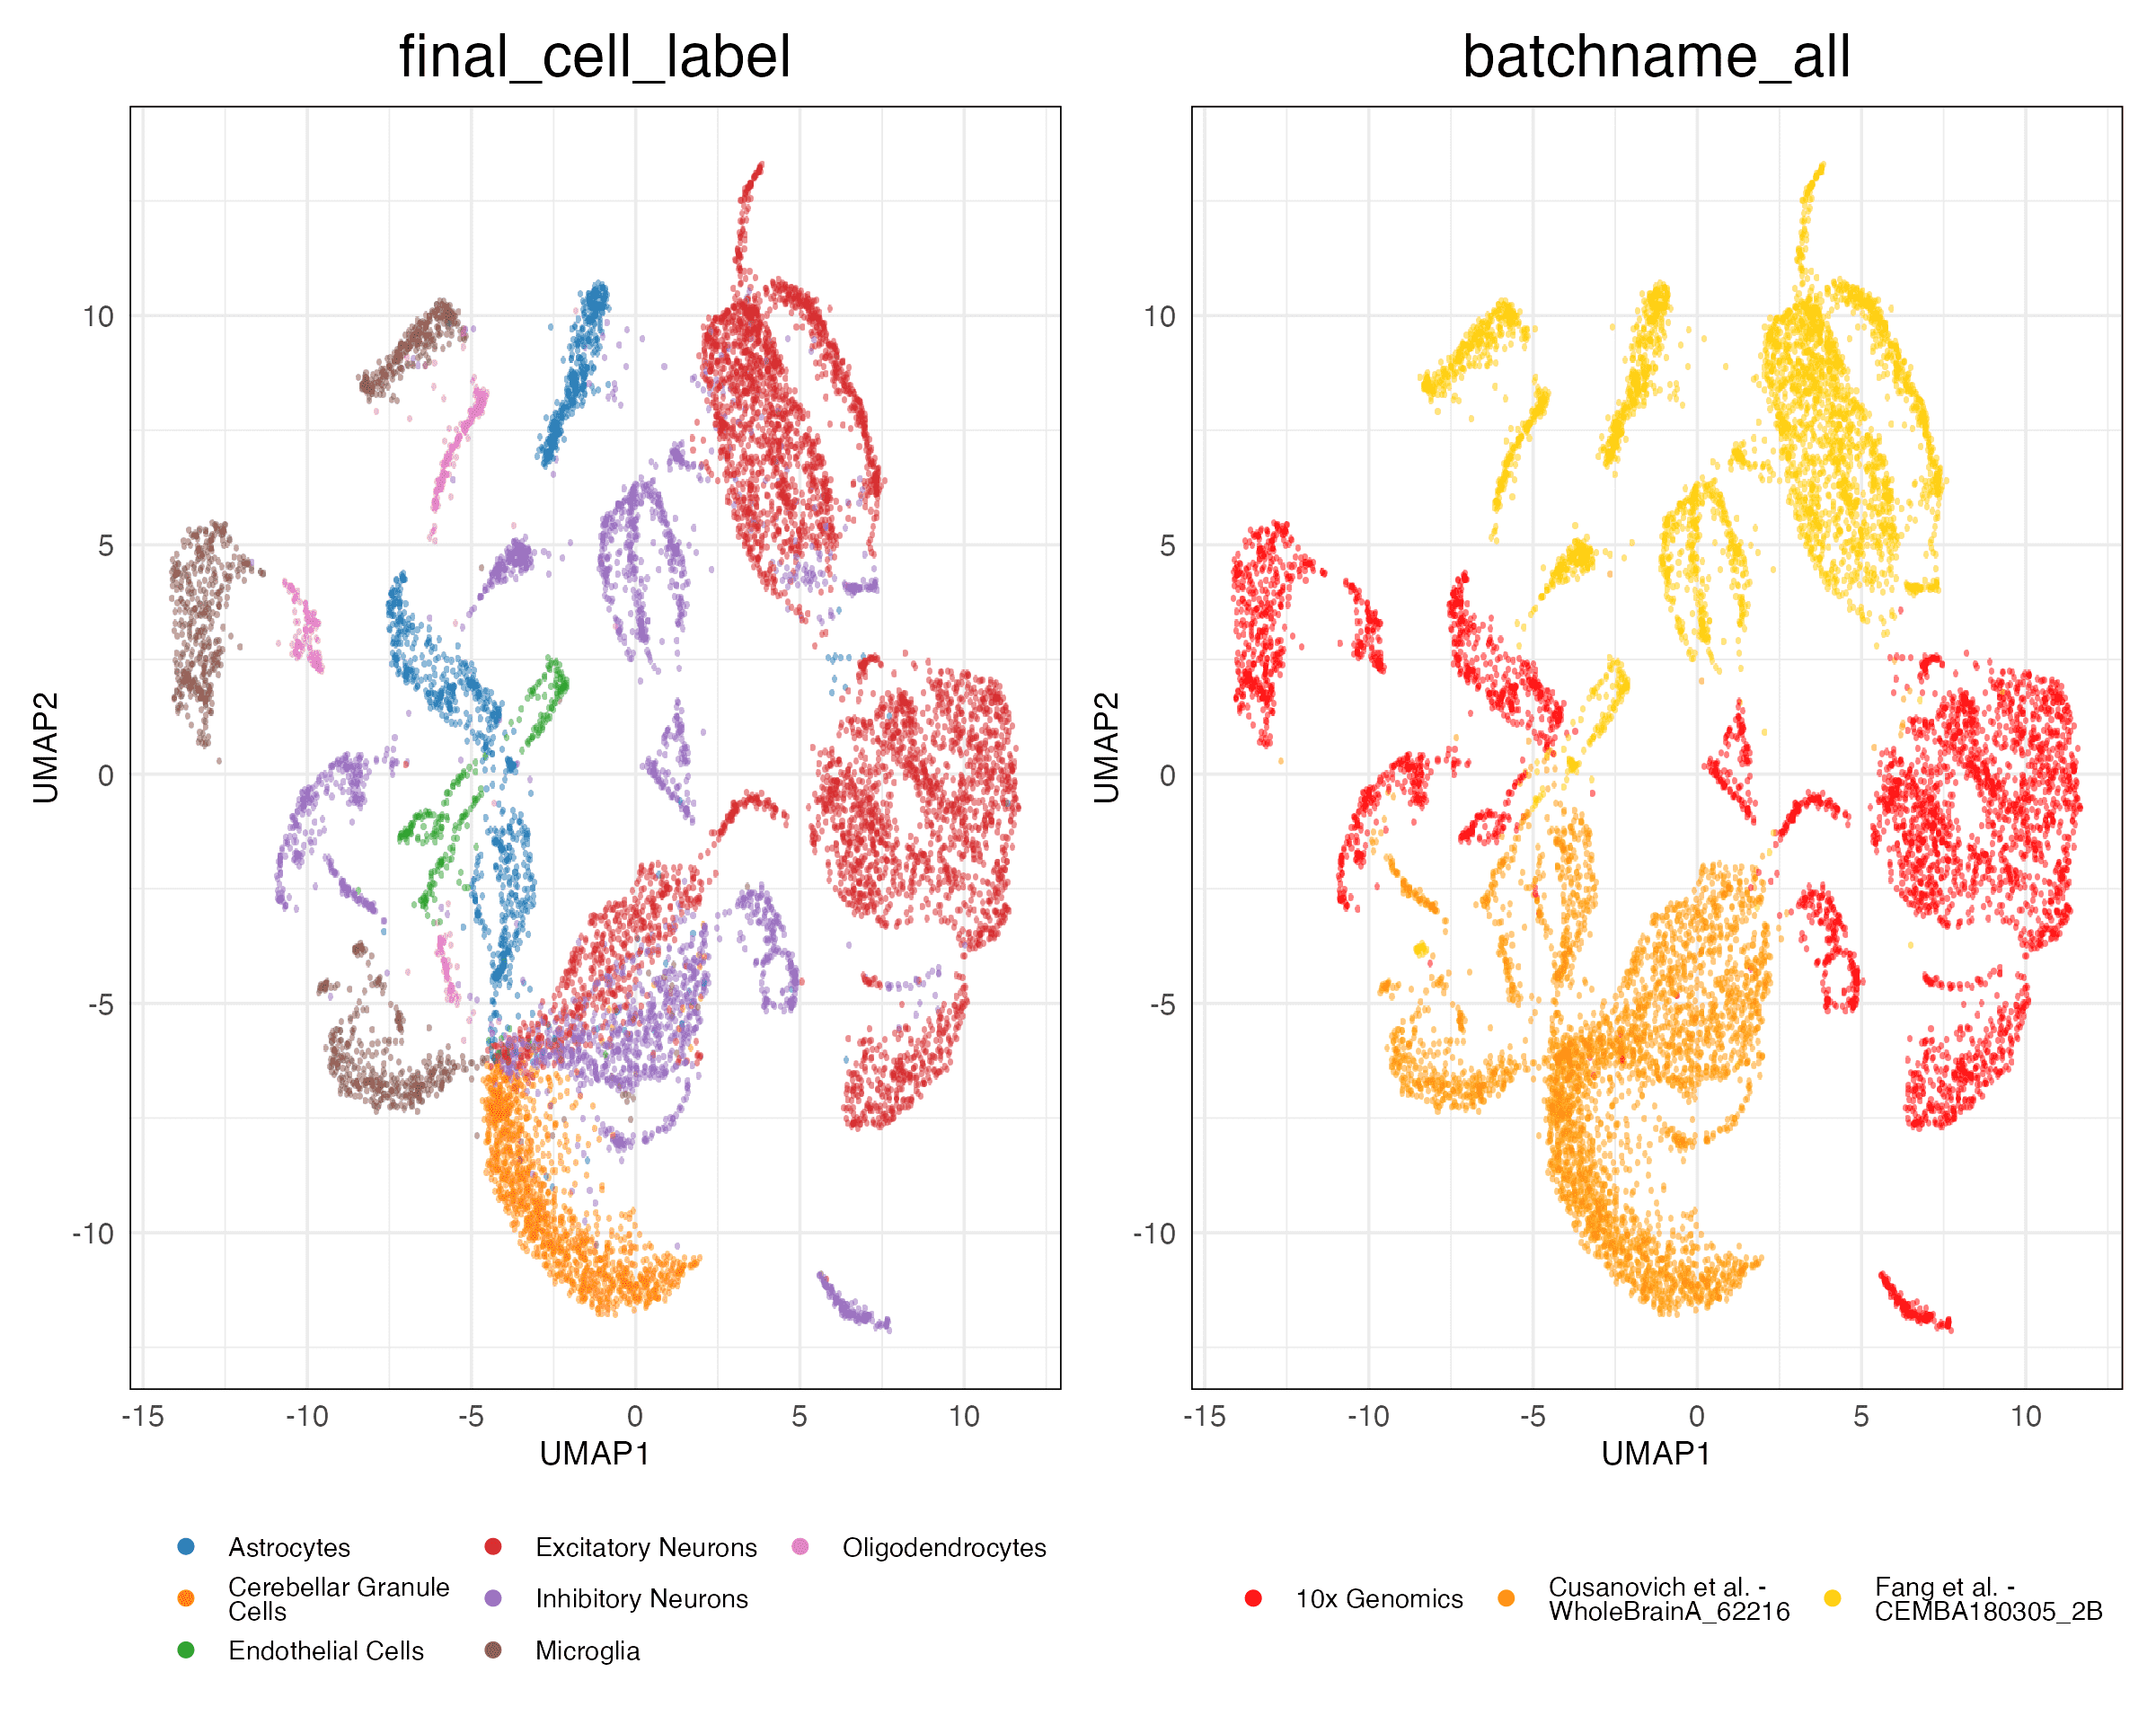 final_cell_label
batchname_all
UMAP2
10
5
0
-5
-10
-15 -10 -5 0 5 10
UMAP1
UMAP2
10
5
0
-5
-10
-15 -10 -5 0 5 10
UMAP1
Astrocytes
Cerebellar Granule
Cells
Endothelial Cells
Excitatory Neurons
Inhibitory Neurons
Microglia
Oligodendrocytes
10x Genomics
Cusanovich et al. -
WholeBrainA_62216
Fang et al. -
CEMBA180305_2B